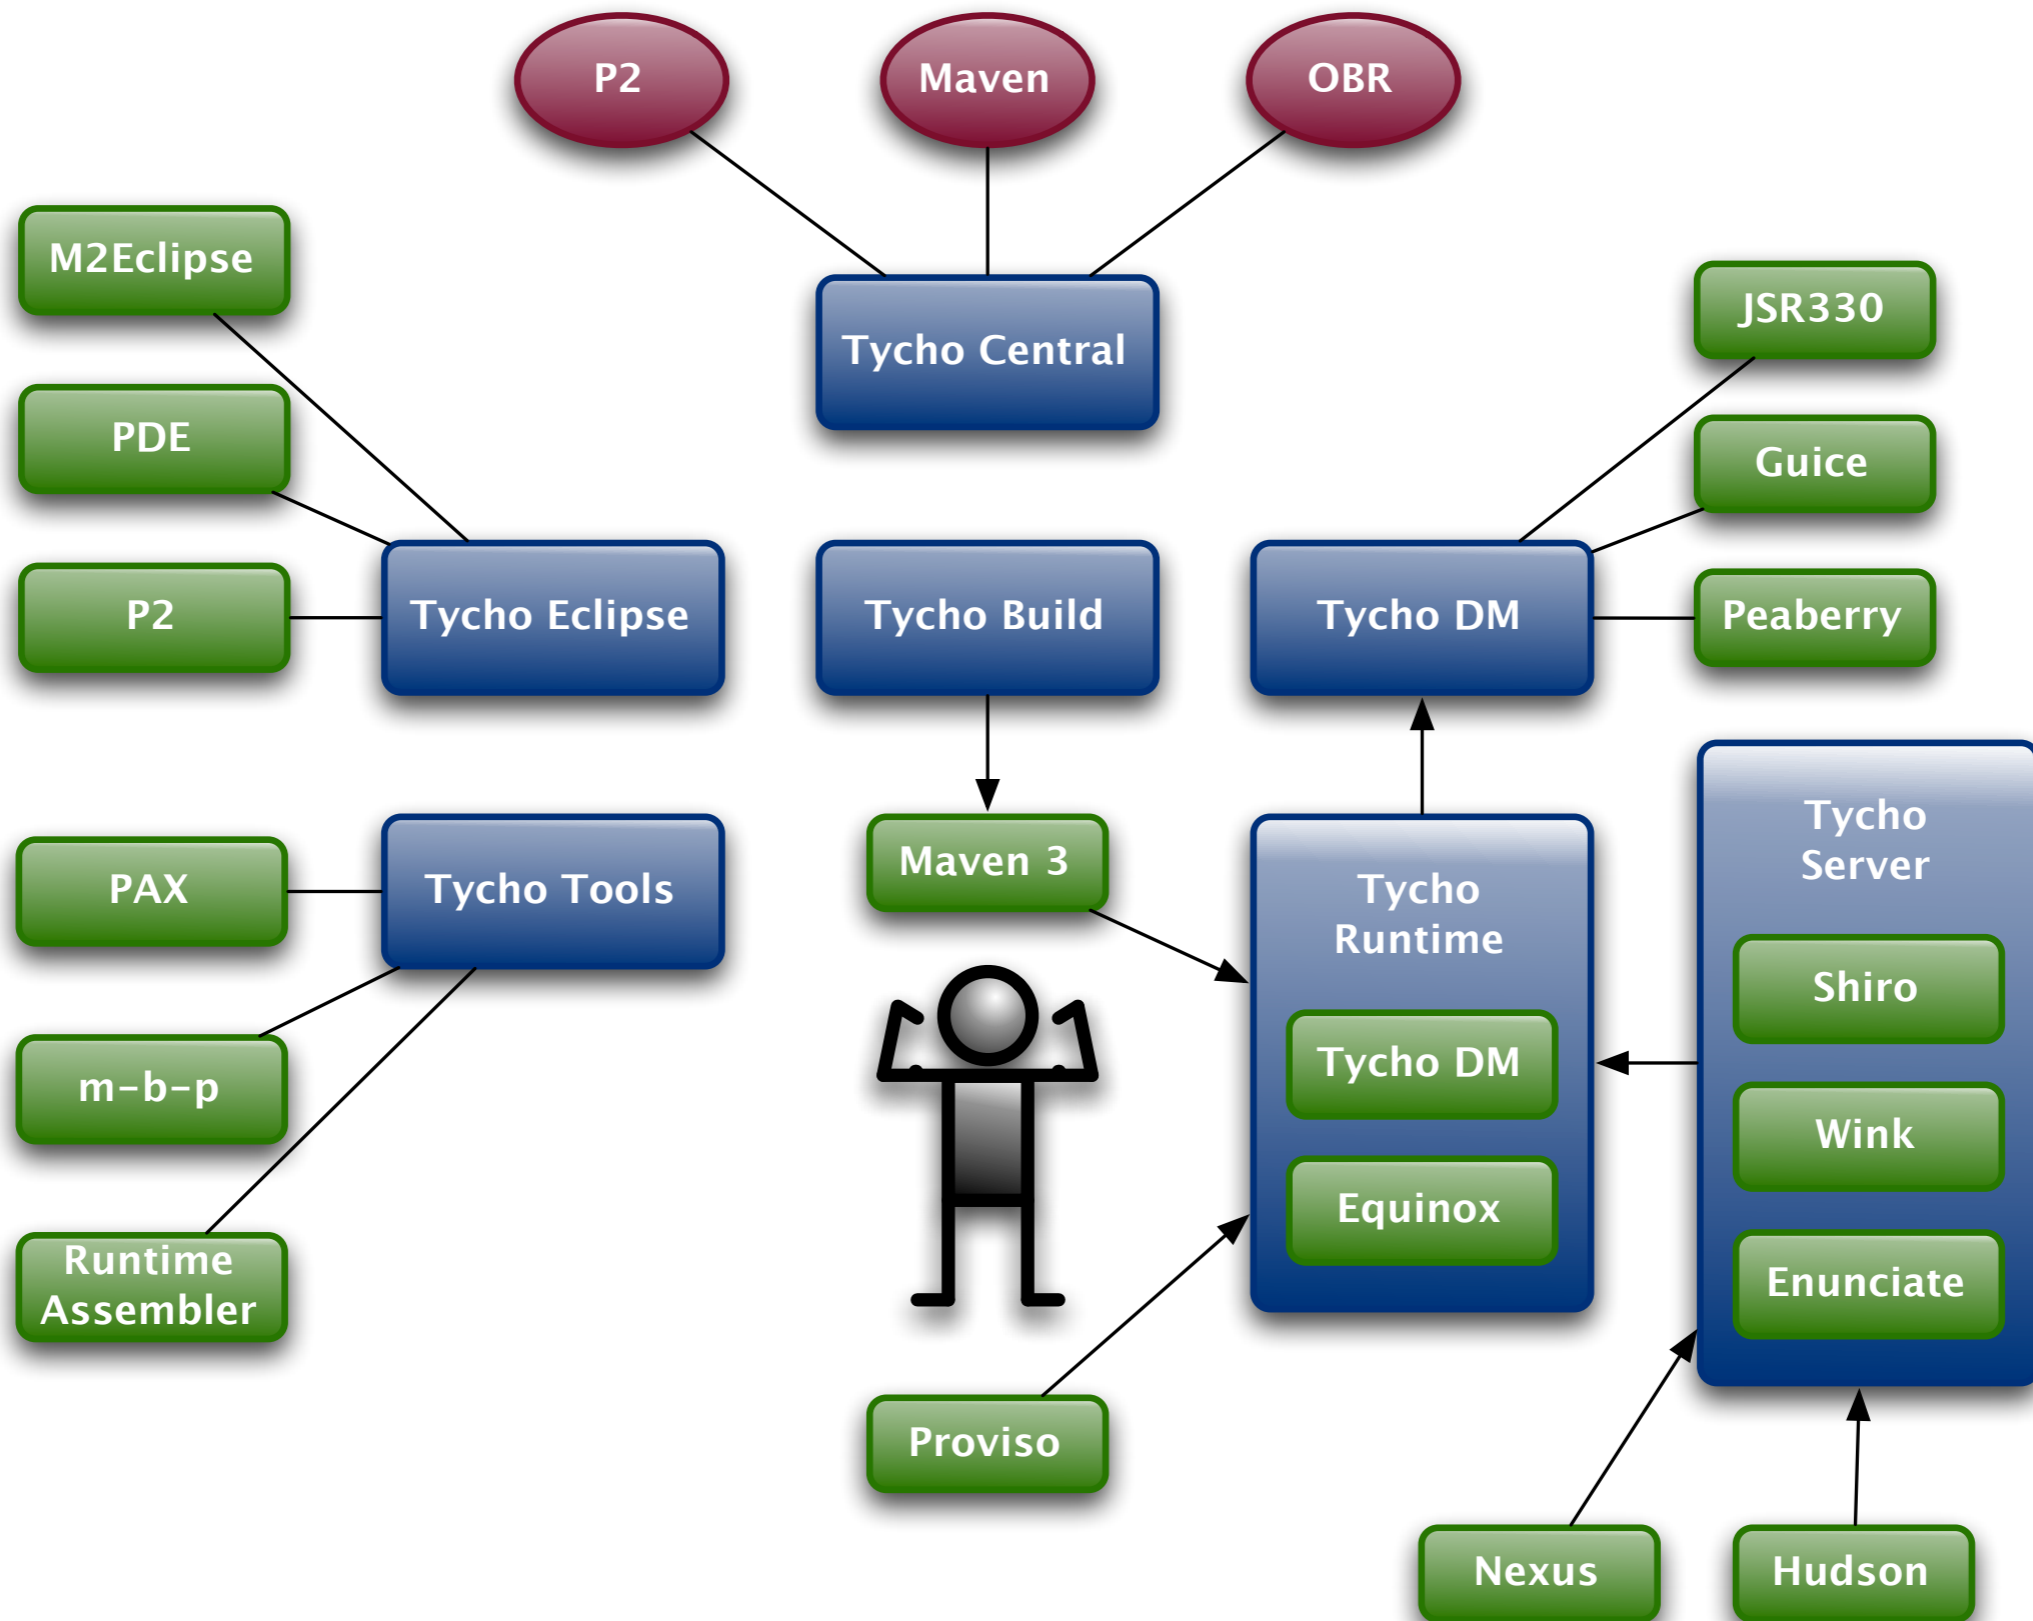 P2
Maven
OBR
M2Eclipse
Tycho Central
JSR330
PDE
Guice
P2
Tycho Eclipse
Tycho Build
Tycho DM
Peaberry
PAX
Tycho Tools
Maven 3
Tycho
Runtime
Tycho
Server
Shiro
m-b-p
Tycho DM
Wink
Runtime
Assembler
Equinox
Enunciate
Proviso
Nexus
Hudson